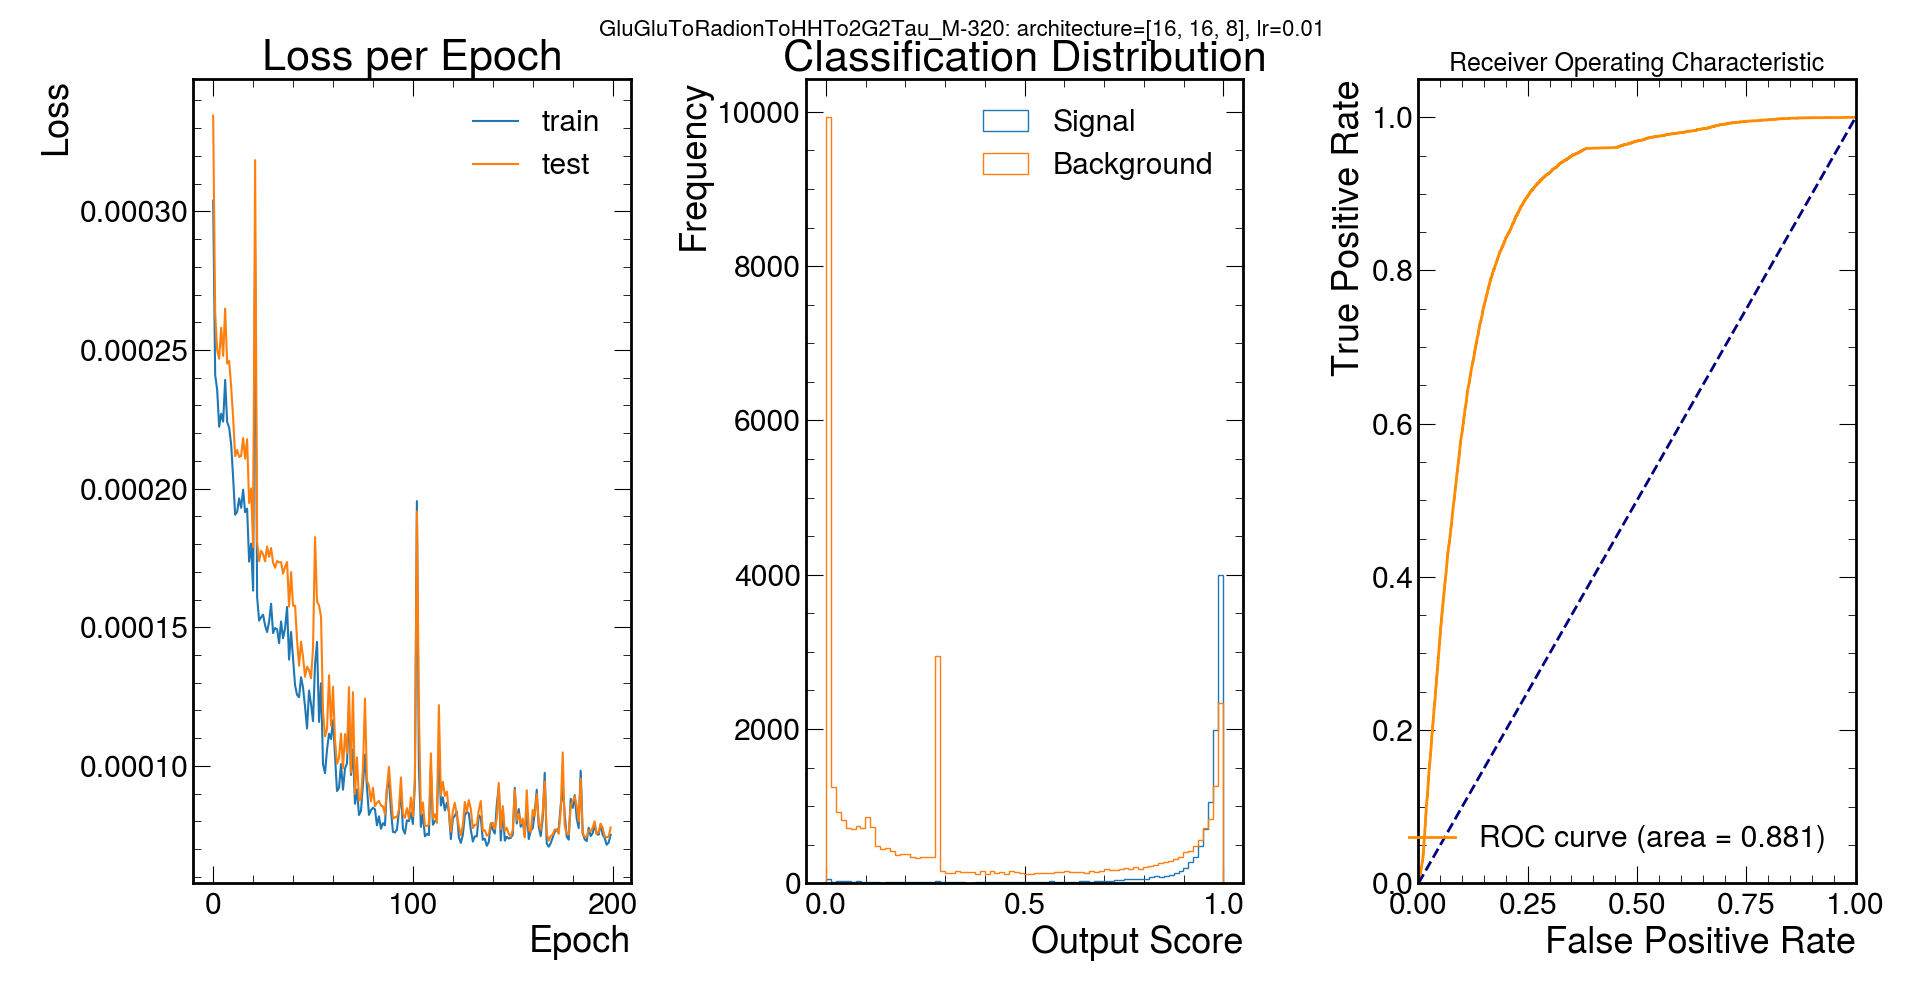 GluGluToRadionToHHTo2G2Tau_M-320: architecture=[16, 16, 8], lr=0.01
Loss per Epoch
Loss
train
test
0.00030
0.00025
0.00020
0.00015
0.00010
0
100
200
Epoch
Classification Distribution
Frequency
Signal
Background
10000
8000
6000
4000
2000
0
0.0
0.5
1.0
Output Score
Receiver Operating Characteristic
True Positive Rate
1.0
0.8
0.6
0.4
0.2
0.0
ROC curve (area = 0.881)
0.00
0.25
0.50
0.75
1.00
False Positive Rate